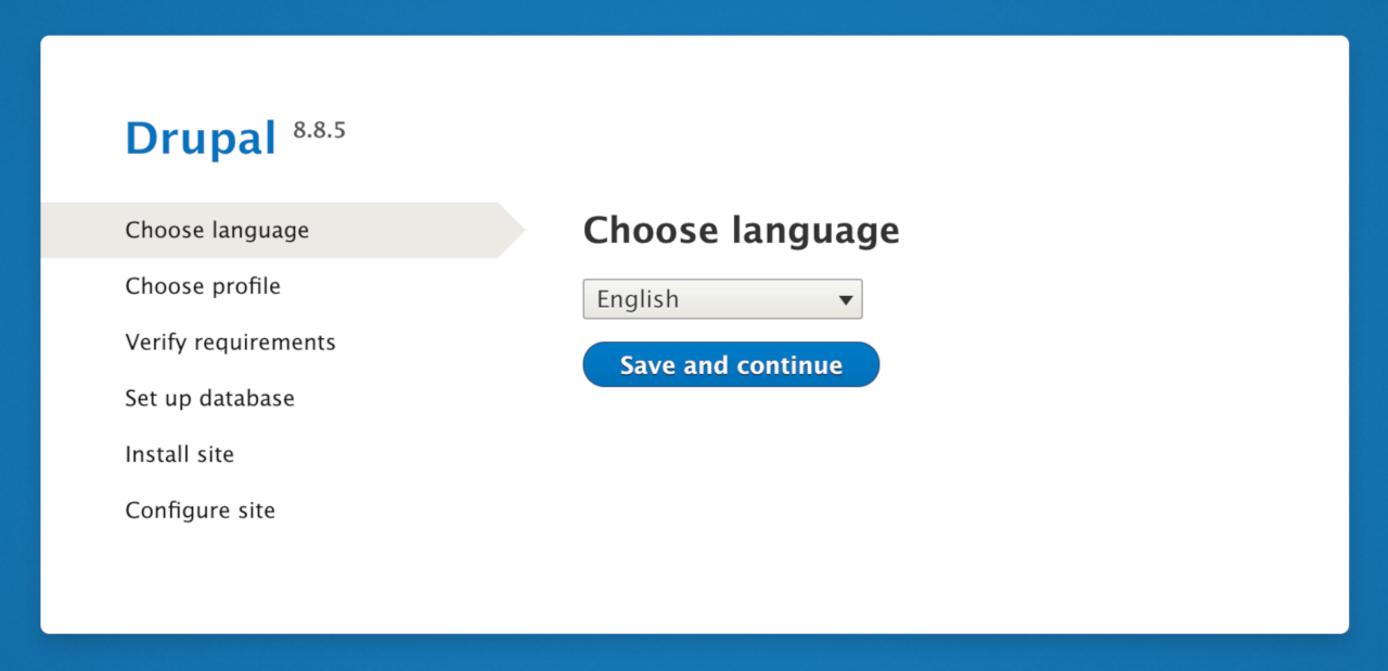 Drupal 8.8.5
Choose language
Choose profile
Verify requirements
Set up database
Install site
Configure site
Choose language
English
Save and continue